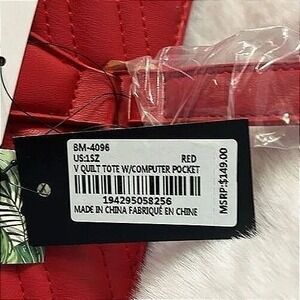 BM-4096
US:1SZ RED
V QUILT TOTE W/COMPUTER POCKET
194295058256
MADE IN CHINA FABRIQUÉ EN CHINE
MSRP:$149.00